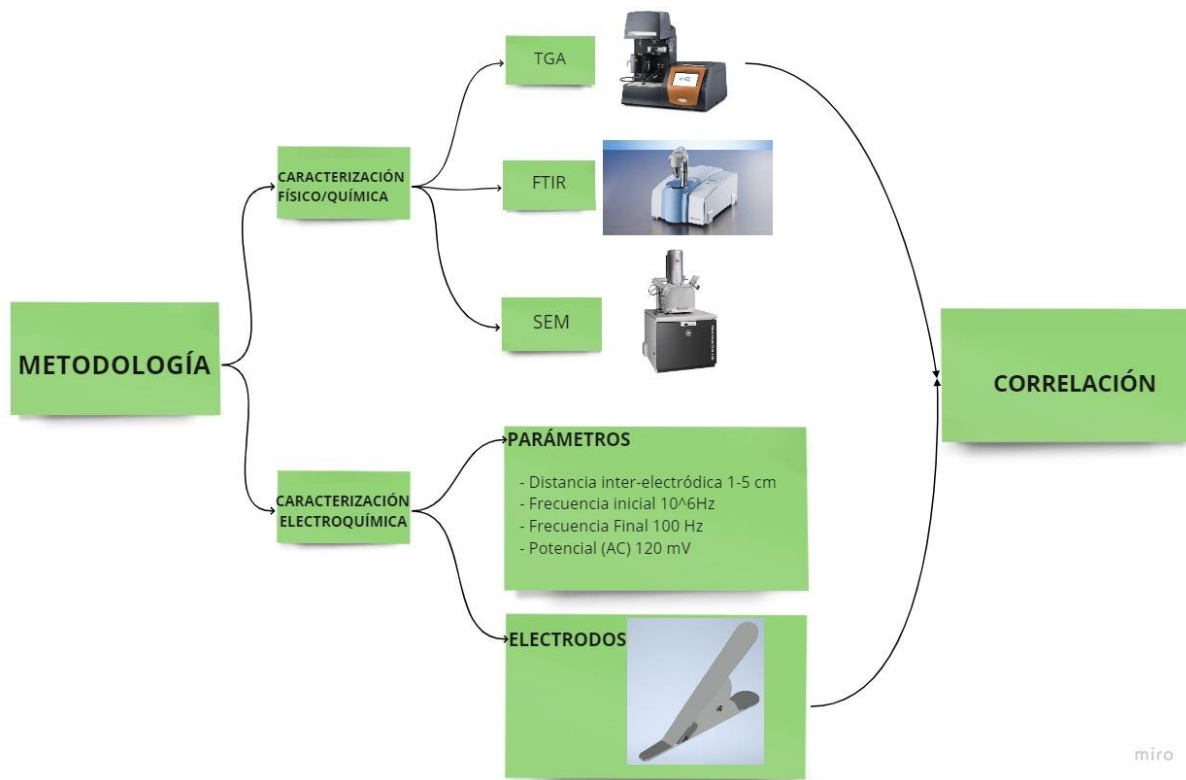 METODOLOGÍA
CARACTERIZACIÓN
FÍSICO/QUÍMICA
TGA
FTIR
SEM
CARACTERIZACIÓN
ELECTROQUÍMICA
PARÁMETROS
- Distancia inter-electródica 1-5 cm
- Frecuencia inicial 10^6Hz
- Frecuencia Final 100 Hz
- Potencial (AC) 120 mV
ELECTRODOS
CORRELACIÓN
miro